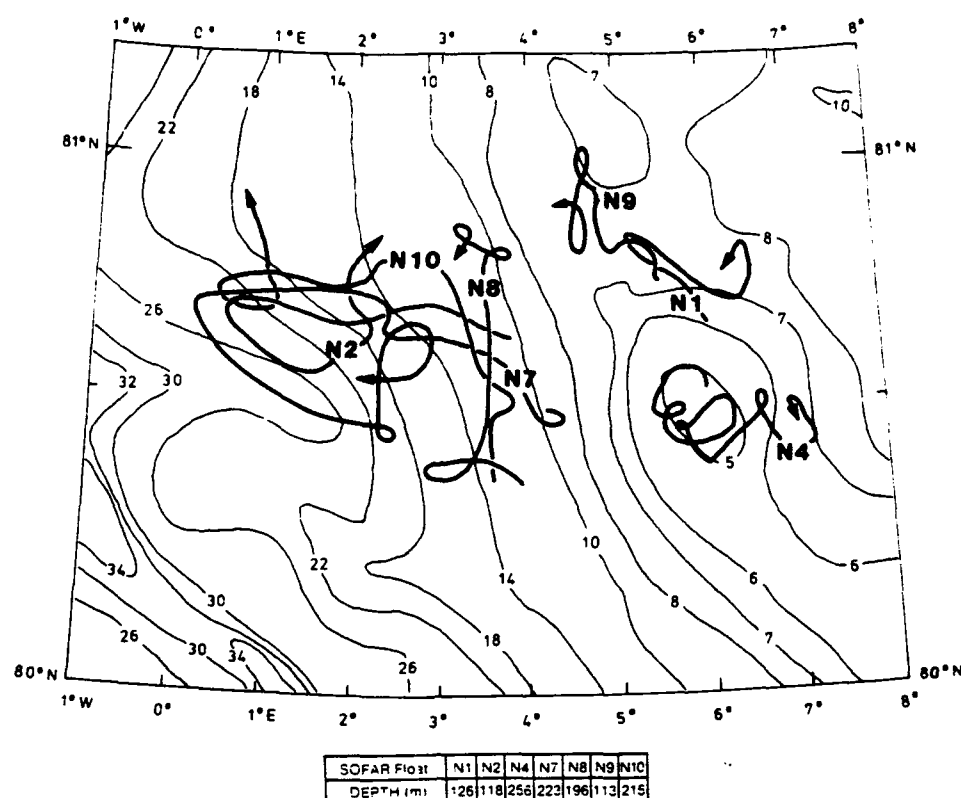 1°W 0° 1°E 2° 3° 4° 5° 6° 7° 8°
14 10 8 7
18 10
22
81°N 81°N
N9
8
N10
N8
26 N1
7
N2
32 30 N7
N4
5
10
22 14 6 6
34 8
30 18 7
26 30 34 26
80°N 80°N
1°W 0° 1°E 2° 3° 4° 5° 6° 7° 8°
SOFAR Float N1 N2 N4 N7 N8 N9 N10
DEPTH (m) 126 118 256 223 196 113 215